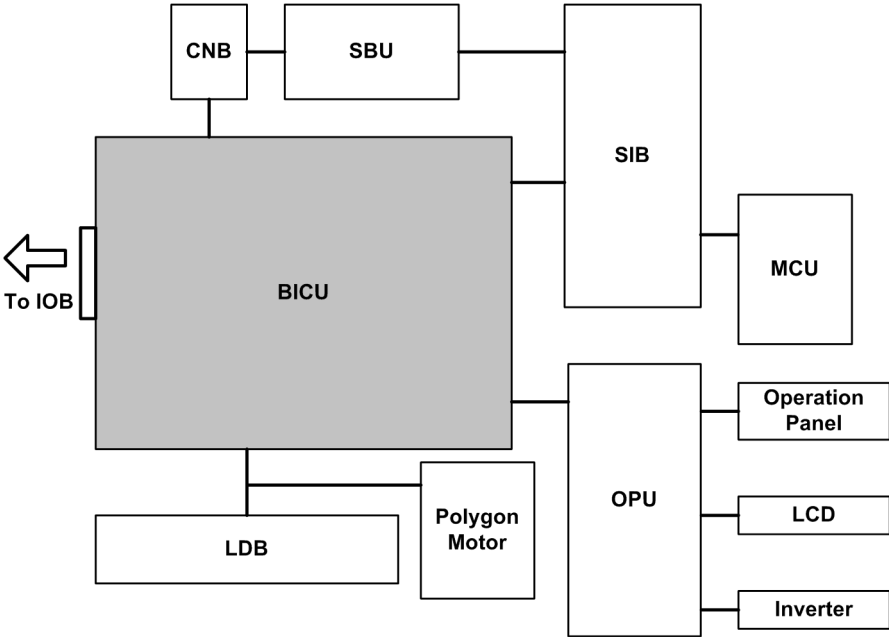 CNB
SBU
SIB
MCU
BICU
To IOB
Operation
Panel
OPU
LCD
Polygon
Motor
LDB
Inverter